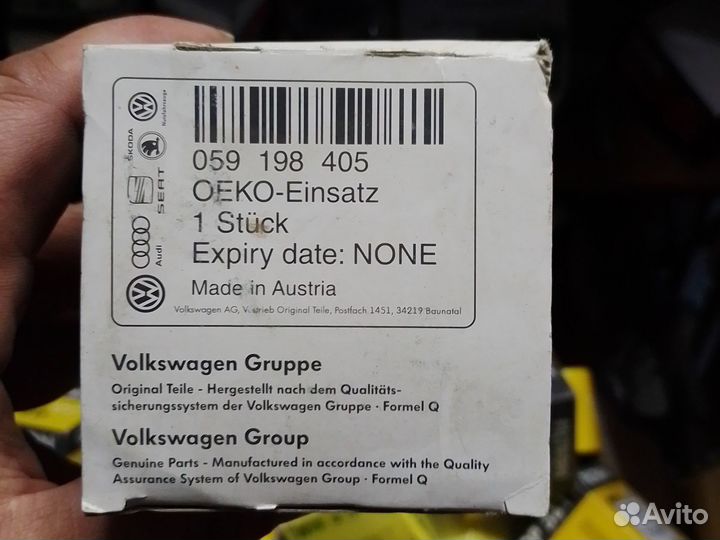 Nutzfahrzeuge
ŠKODA
SEAT
Audi
059 198 405
OEKO-Einsatz
1 Stück
Expiry date: NONE
Made in Austria
Volkswagen AG, Vertrieb Original Teile, Postfach 1451, 34219 Baunatal
Volkswagen Gruppe
Original Teile - Hergestellt nach dem Qualitäts-
sicherungssystem der Volkswagen Gruppe · Formel Q
Volkswagen Group
Genuine Parts - Manufactured in accordance with the Quality
Assurance System of Volkswagen Group · Formel Q
Avito